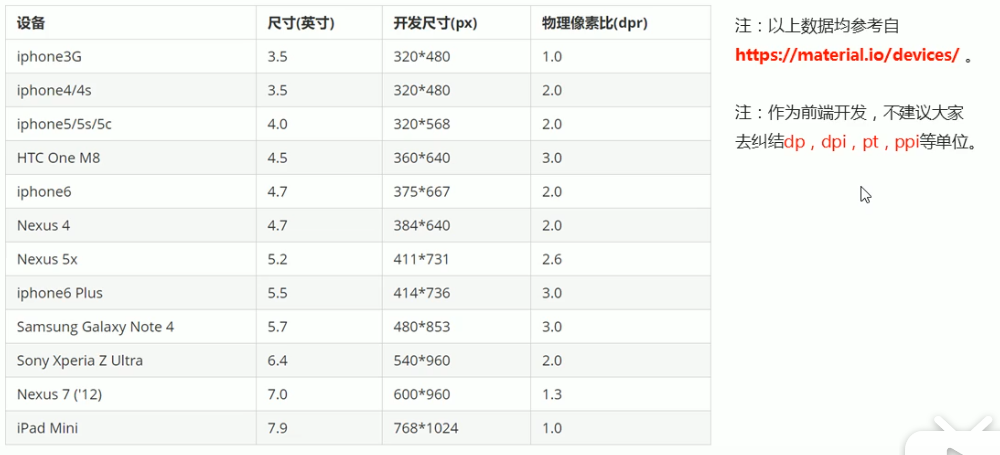 设备 尺寸(英寸) 开发尺寸(px) 物理像素比(dpr)
iphone3G 3.5 320*480 1.0
iphone4/4s 3.5 320*480 2.0
iphone5/5s/5c 4.0 320*568 2.0
HTC One M8 4.5 360*640 3.0
iphone6 4.7 375*667 2.0
Nexus 4 4.7 384*640 2.0
Nexus 5x 5.2 411*731 2.6
iphone6 Plus 5.5 414*736 3.0
Samsung Galaxy Note 4 5.7 480*853 3.0
Sony Xperia Z Ultra 6.4 540*960 2.0
Nexus 7 ('12) 7.0 600*960 1.3
iPad Mini 7.9 768*1024 1.0
注：以上数据均参考自
https://material.io/devices/ 。
注：作为前端开发，不建议大家
去纠结dp，dpi，pt，ppi等单位。